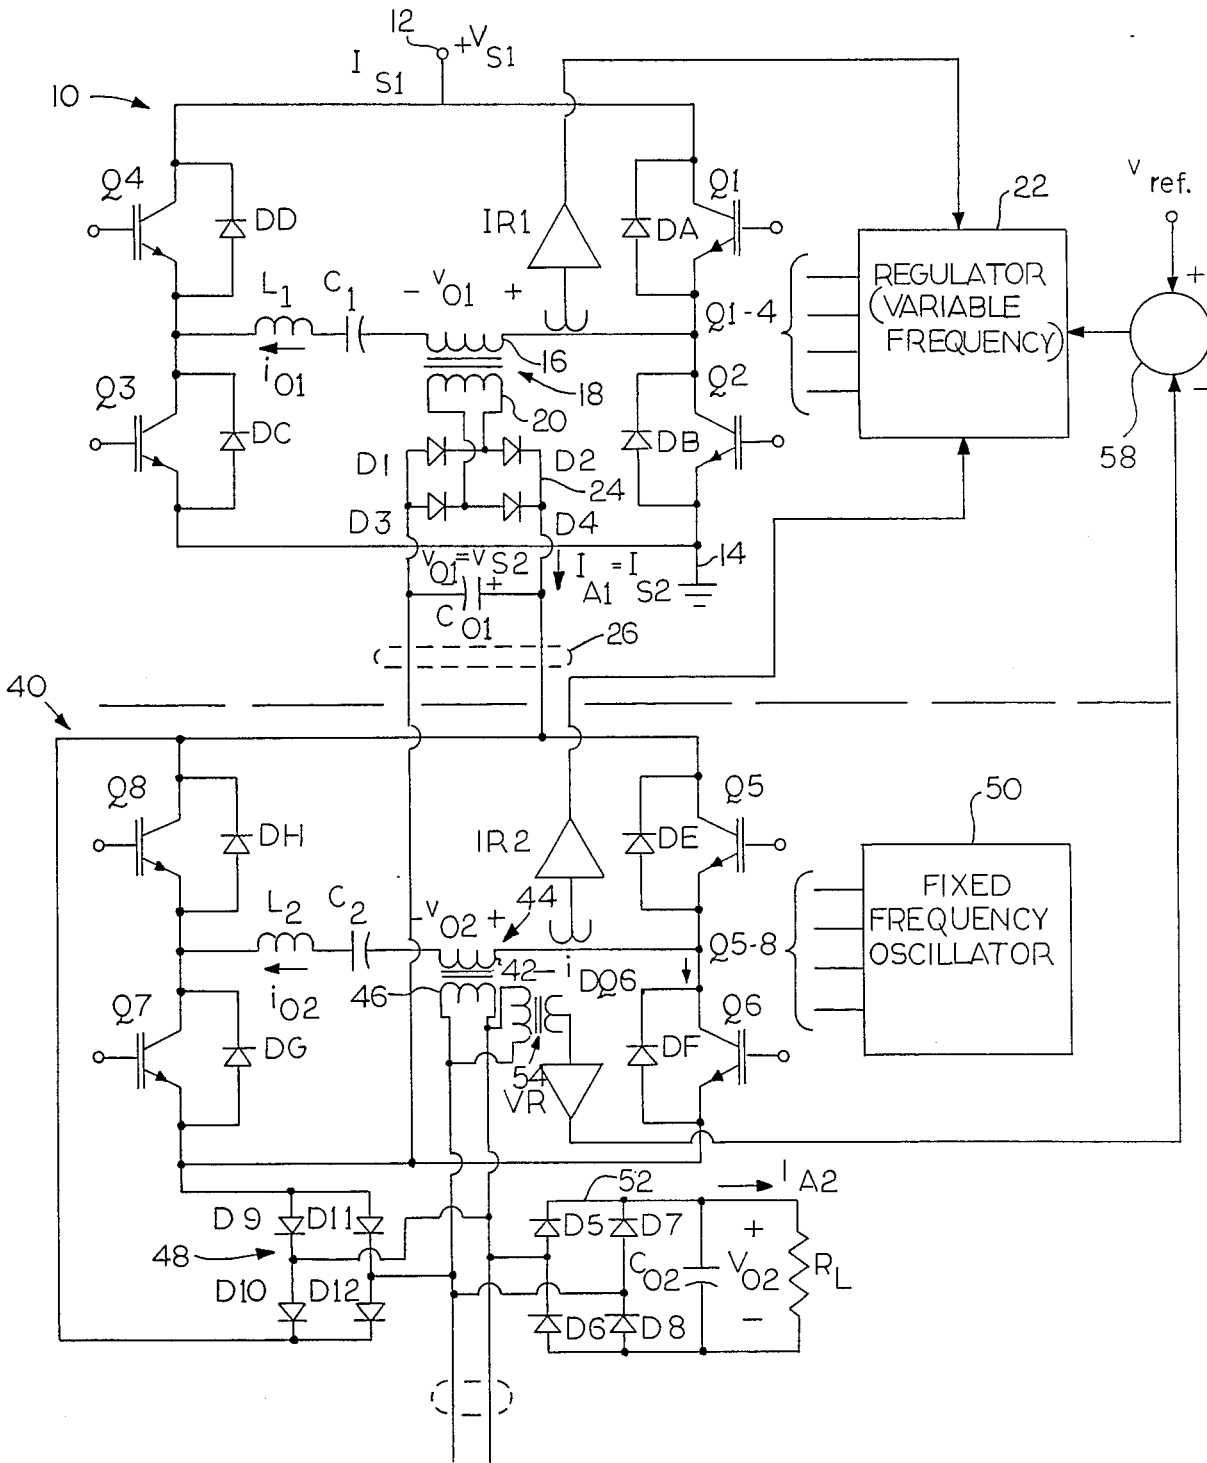 12
+VS1
IS1
10
Q4
DD
IR1
DA
Q1
22
Vref.
L1
C1
- VO1 +
Q1-4
REGULATOR
(VARIABLE
FREQUENCY)
+
-
58
iO1
16
18
20
Q3
DC
Q2
DB
D1
D2
24
D3
D4
VO1=VS2
- +
CO1
IA1=IS2
14
26
40
Q8
DH
IR2
DE
Q5
50
L2
C2
- VO2 +
44
Q5-8
FIXED
FREQUENCY
OSCILLATOR
iO2
46
42
iDQ6
Q7
DG
54
VR
DF
Q6
52
IA2
D9
D11
48
D10
D12
D5
D7
D6
D8
CO2
+
VO2
-
RL